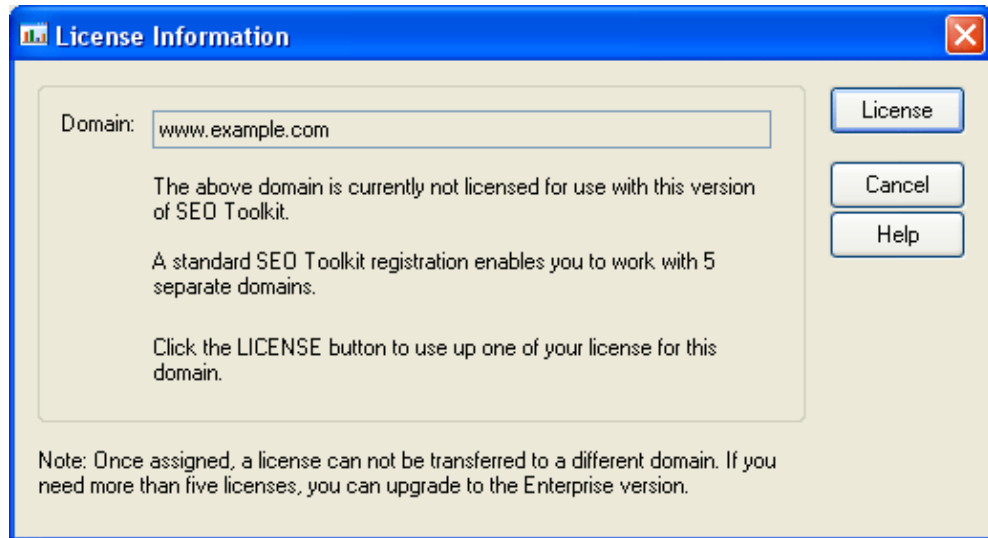 License Information
Domain:
www.example.com
License
The above domain is currently not licensed for use with this version
of SEO Toolkit.
Cancel
Help
A standard SEO Toolkit registration enables you to work with 5
separate domains.
Click the LICENSE button to use up one of your license for this
domain.
Note: Once assigned, a license can not be transferred to a different domain. If you
need more than five licenses, you can upgrade to the Enterprise version.